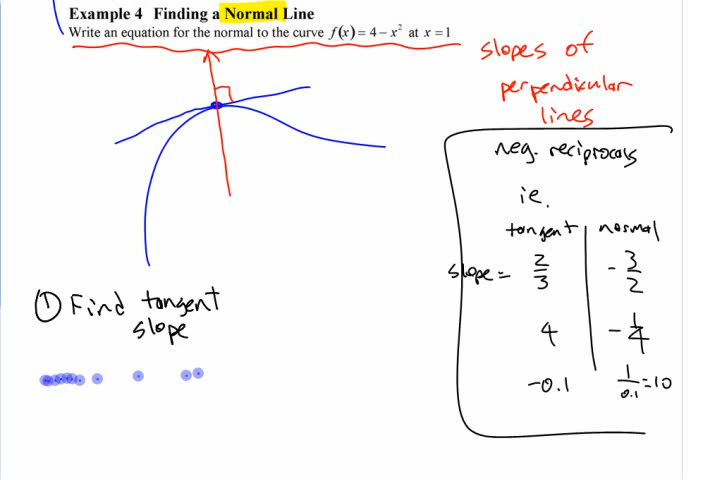 Example 4 Finding a Normal Line
Write an equation for the normal to the curve f(x) = 4 − x² at x = 1
slopes of
perpendicular
lines
neg. reciprocals
ie.
tangent normal
slope = 2/3 −3/2
4 −1/4
−0.1 1/0.1 = 10
① Find tangent
slope